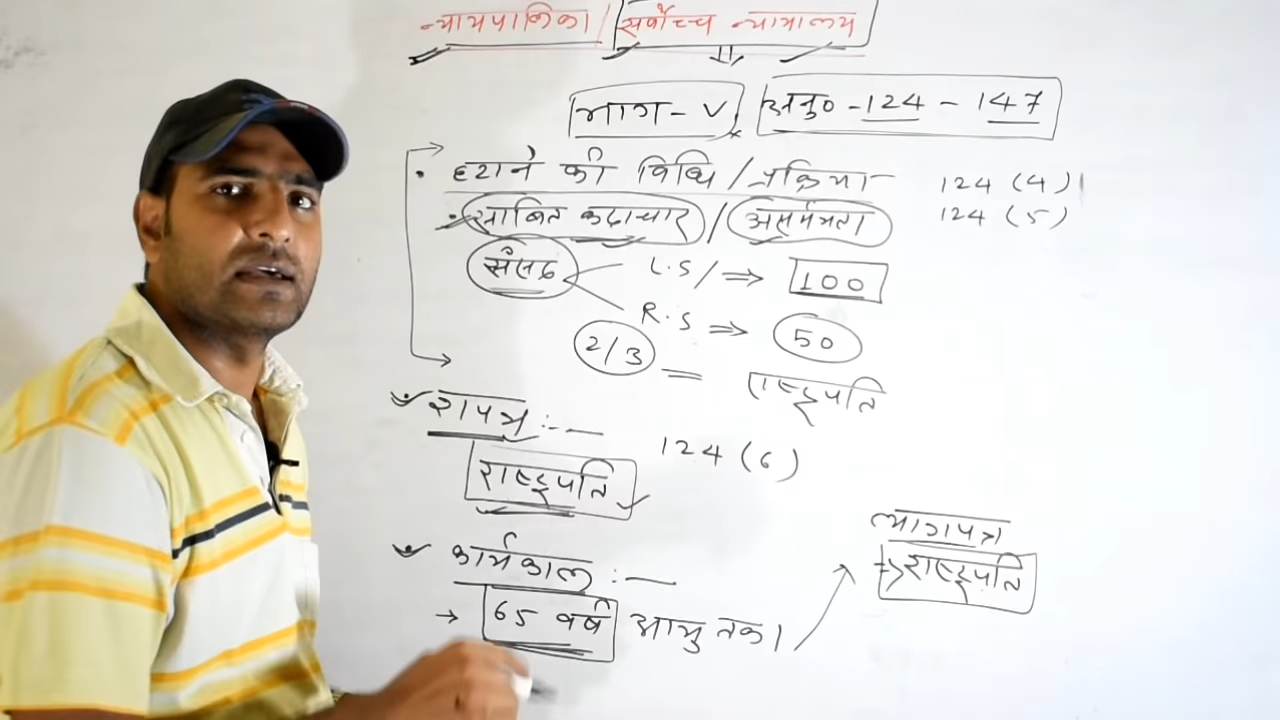 न्यायपालिका / सर्वोच्च न्यायालय
भाग-V, अनु० - 124 - 147
• हटाने की विधि / प्रक्रिया 124 (4)
साबित कदाचार / असमर्थता 124 (5)
संसद L.S / ⇒ 100
R.S ⇒ 50
2/3 = राष्ट्रपति
शपथ :-—
124 (6)
राष्ट्रपति
त्यागपत्र
कार्यकाल :—
→ राष्ट्रपति
→ 65 वर्ष आयु तक।